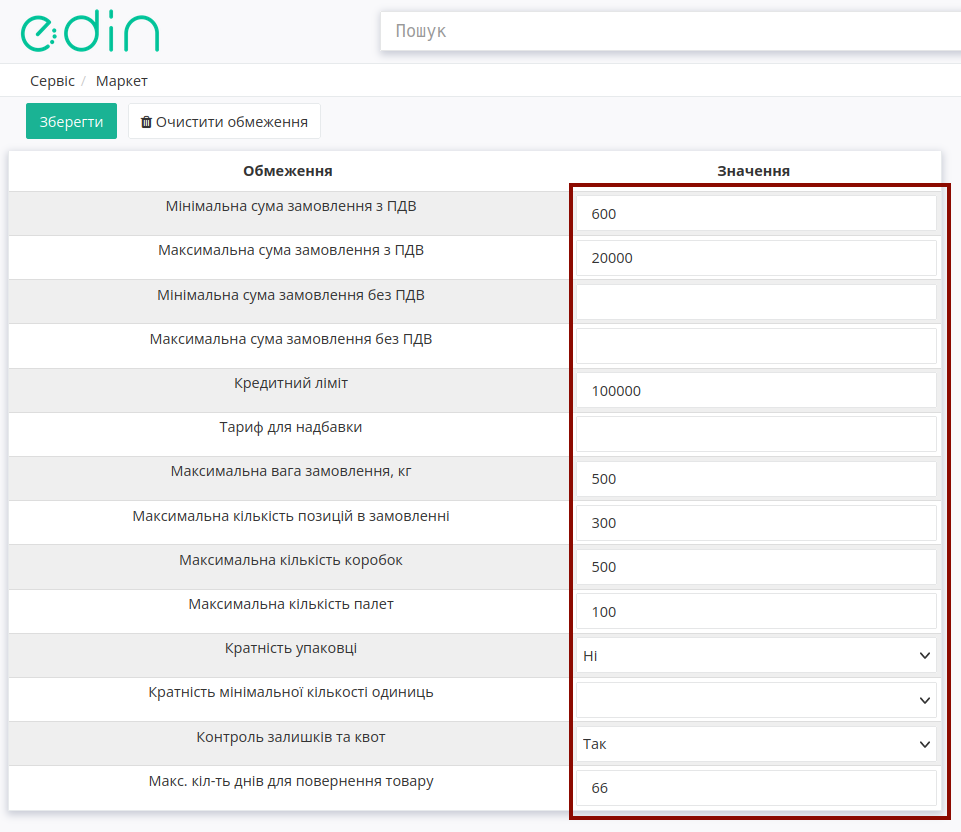 edin
Пошук
Сервіс / Маркет
Зберегти
Очистити обмеження
Обмеження Значення
Мінімальна сума замовлення з ПДВ 600
Максимальна сума замовлення з ПДВ 20000
Мінімальна сума замовлення без ПДВ
Максимальна сума замовлення без ПДВ
Кредитний ліміт 100000
Тариф для надбавки
Максимальна вага замовлення, кг 500
Максимальна кількість позицій в замовленні 300
Максимальна кількість коробок 500
Максимальна кількість палет 100
Кратність упаковці Ні
Кратність мінімальної кількості одиниць
Контроль залишків та квот Так
Макс. кіл-ть днів для повернення товару 66